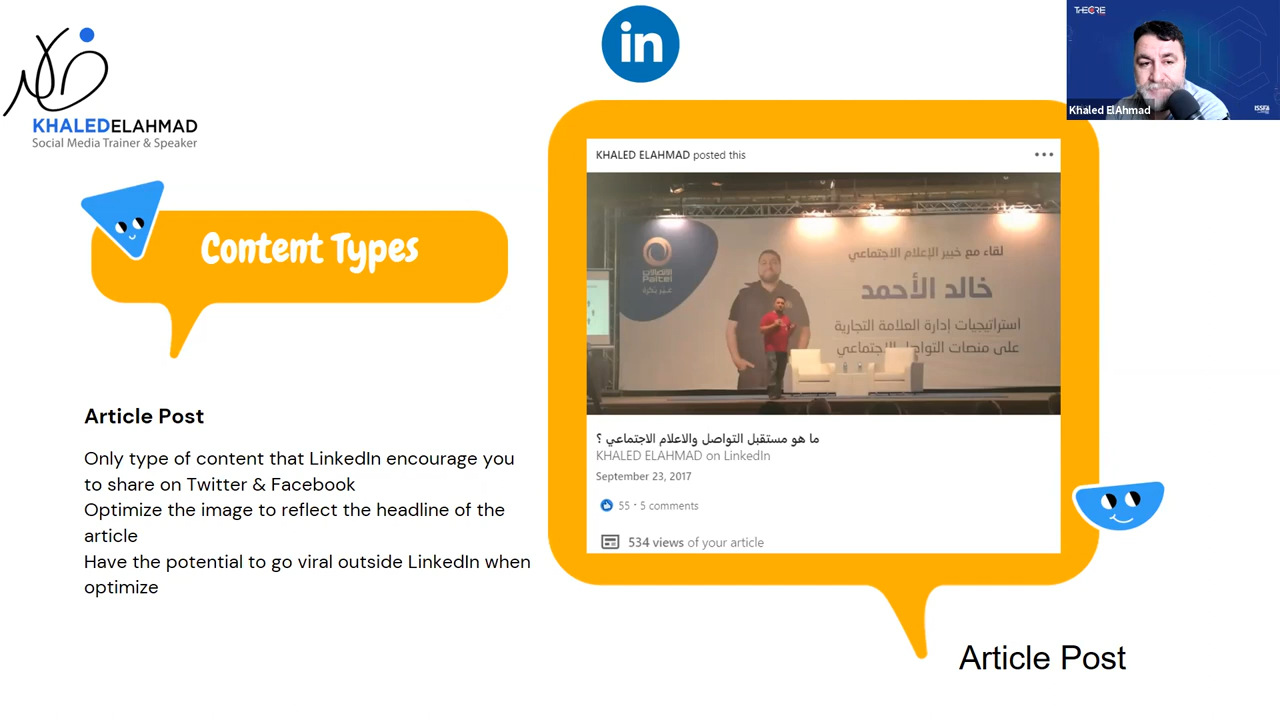 KHALEDELAHMAD
Social Media Trainer & Speaker
in
THECORE
Khaled ElAhmad
Content Types
Article Post
Only type of content that LinkedIn encourage you
to share on Twitter & Facebook
Optimize the image to reflect the headline of the
article
Have the potential to go viral outside LinkedIn when
optimize
KHALED ELAHMAD posted this
Paltel
لقاء مع خبير الإعلام الاجتماعي
خالد الأحمد
استراتيجيات إدارة العلامة التجارية
على منصات التواصل الاجتماعي
ما هو مستقبل التواصل والاعلام الاجتماعي ؟
KHALED ELAHMAD on LinkedIn
September 23, 2017
55 · 5 comments
534 views of your article
Article Post